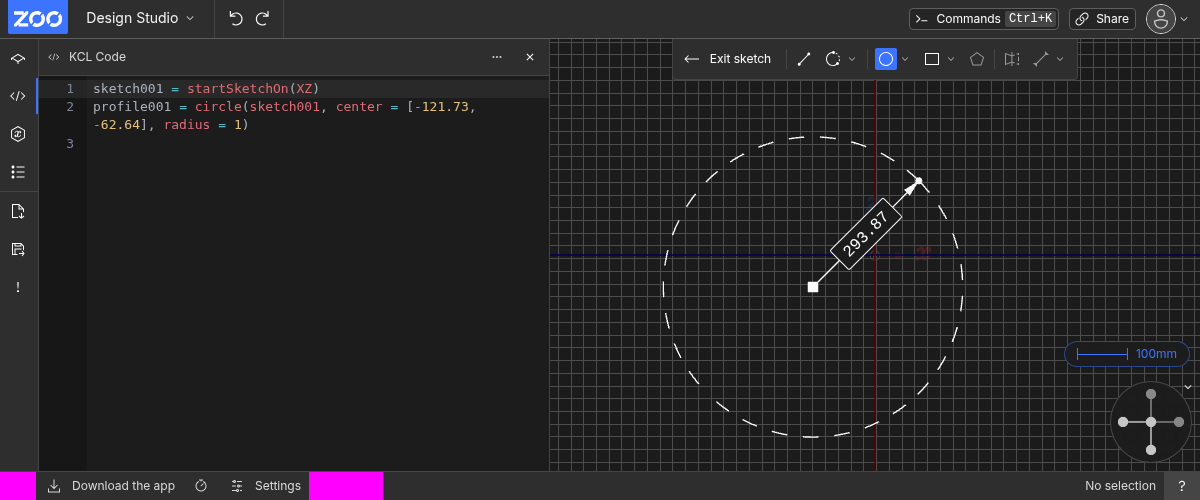 ZOO Design Studio Commands Ctrl+K Share
KCL Code Exit sketch
1 sketch001 = startSketchOn(XZ)
2 profile001 = circle(sketch001, center = [-121.73,
-62.64], radius = 1)
3
293.87
100mm
Download the app Settings No selection ?